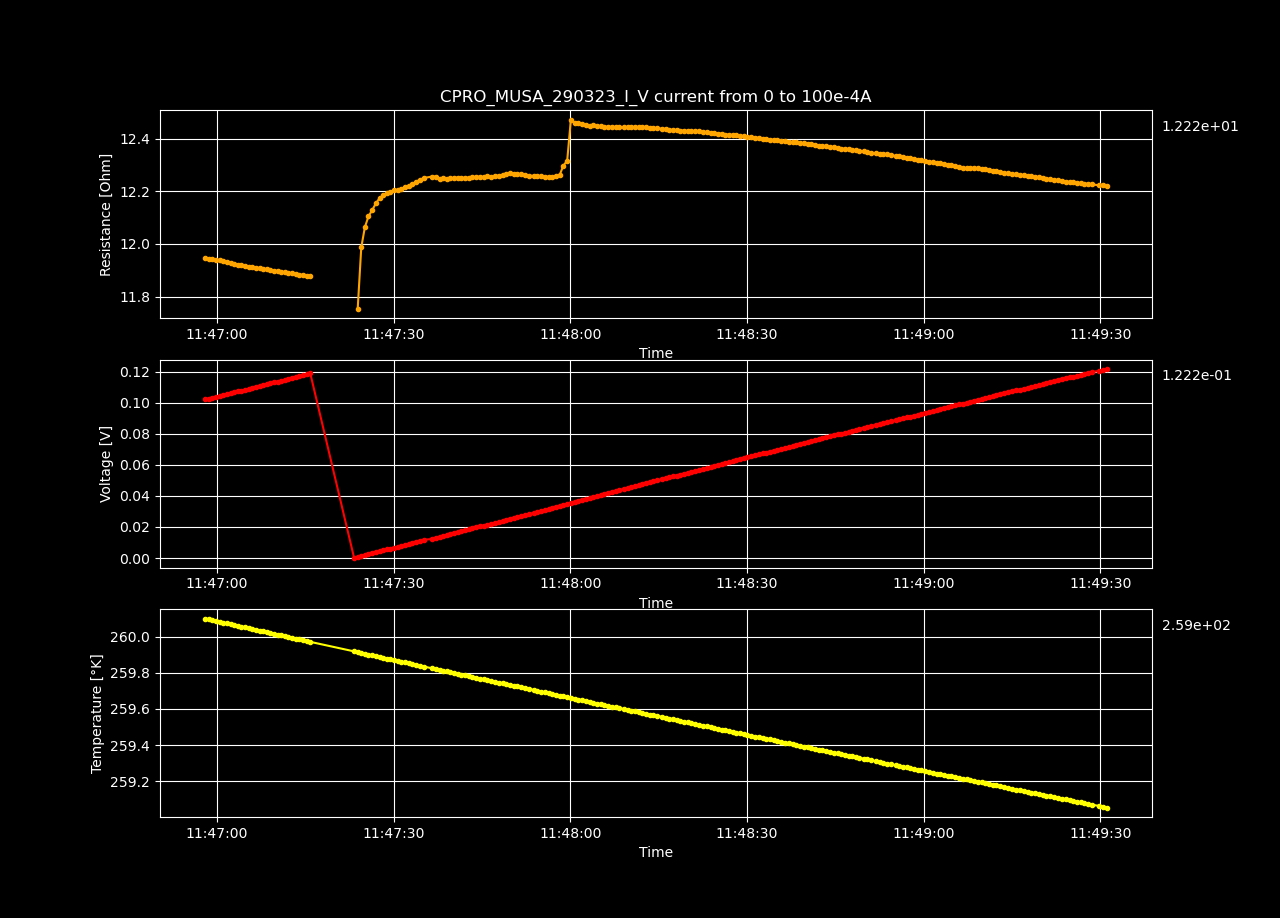 CPRO_MUSA_290323_I_V current from 0 to 100e-4A
1.222e+01
Resistance [Ohm]
12.4
12.2
12.0
11.8
11:47:00 11:47:30 11:48:00 11:48:30 11:49:00 11:49:30
Time
1.222e-01
Voltage [V]
0.12
0.10
0.08
0.06
0.04
0.02
0.00
11:47:00 11:47:30 11:48:00 11:48:30 11:49:00 11:49:30
Time
2.59e+02
Temperature [°K]
260.0
259.8
259.6
259.4
259.2
11:47:00 11:47:30 11:48:00 11:48:30 11:49:00 11:49:30
Time